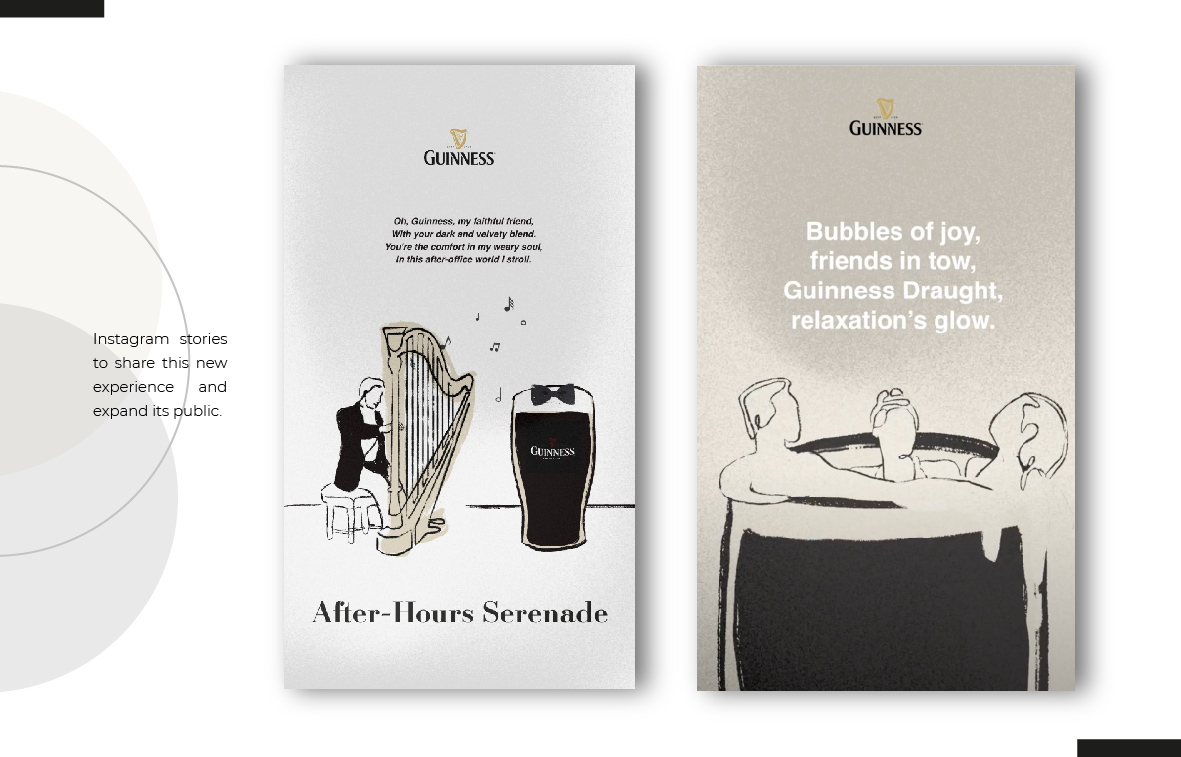 Instagram stories
to share this new
experience and
expand its public.
GUINNESS
Oh, Guinness, my faithful friend,
With your dark and velvety blend.
You're the comfort in my weary soul,
In this after-office world I stroll.
GUINNESS
After-Hours Serenade
GUINNESS
Bubbles of joy,
friends in tow,
Guinness Draught,
relaxation's glow.